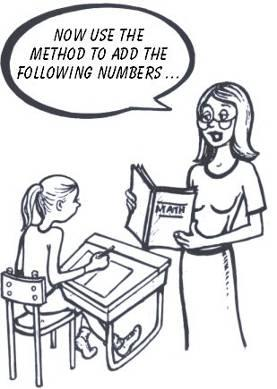 NOW USE THE
METHOD TO ADD THE
FOLLOWING NUMBERS ...
MATH